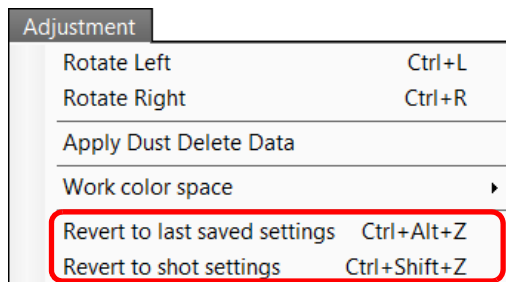 Adjustment
Rotate Left Ctrl+L
Rotate Right Ctrl+R
Apply Dust Delete Data
Work color space
Revert to last saved settings Ctrl+Alt+Z
Revert to shot settings Ctrl+Shift+Z